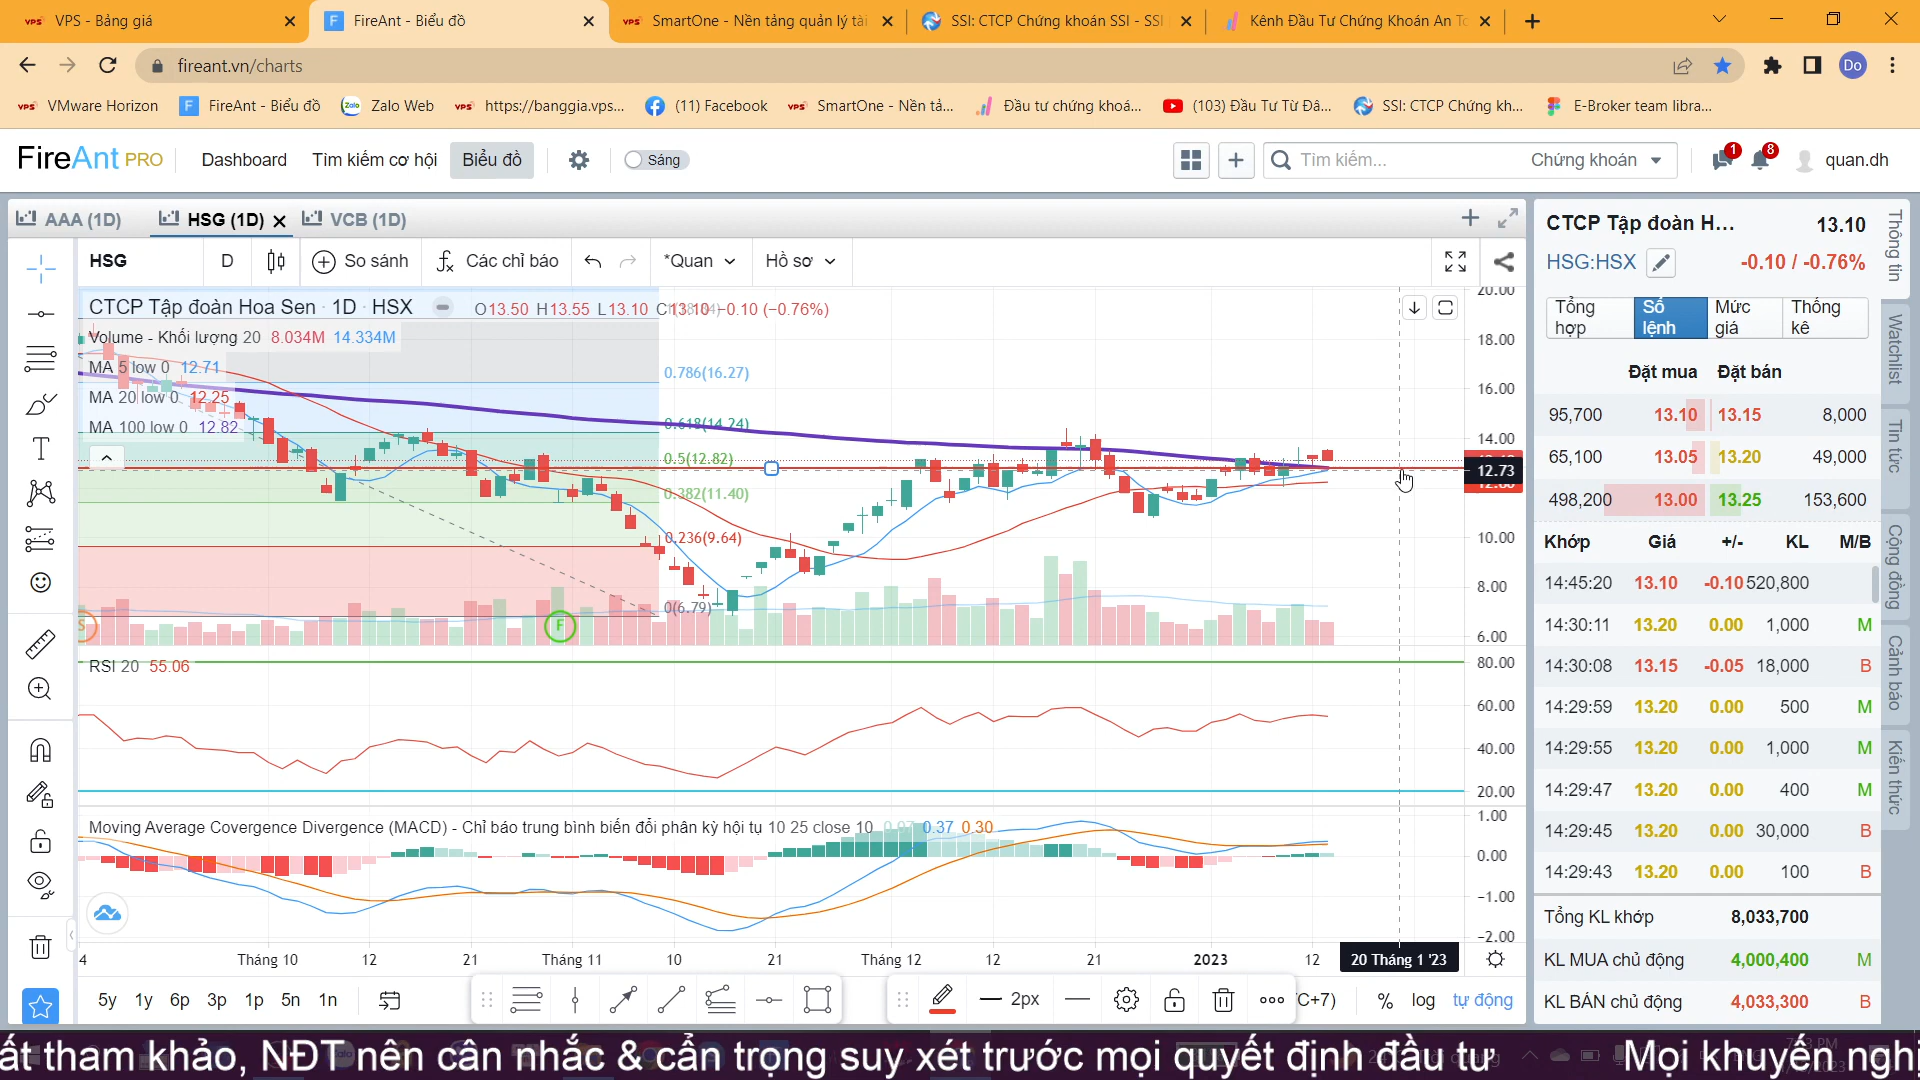 VPS - Bảng giá
FireAnt - Biểu đồ
SmartOne - Nền tảng quản lý tài
SSI: CTCP Chứng khoán SSI - SSI
Kênh Đầu Tư Chứng Khoán An To
fireant.vn/charts
Do
VMware Horizon
FireAnt - Biểu đồ
Zalo Web
https://banggia.vps...
(11) Facebook
SmartOne - Nền tả...
Đầu tư chứng khoá...
(103) Đầu Tư Từ Đâ...
SSI: CTCP Chứng kh...
E-Broker team libra...
FireAnt PRO
Dashboard
Tìm kiếm cơ hội
Biểu đồ
Sáng
Tìm kiếm...
Chứng khoán
1
8
quan.dh
AAA (1D)
HSG (1D)
VCB (1D)
HSG
D
So sánh
Các chỉ báo
*Quan
Hồ sơ
CTCP Tập đoàn Hoa Sen · 1D · HSX
O13.50 H13.55 L13.10 C13.10 −0.10 (−0.76%)
Volume - Khối lượng 20 8.034M 14.334M
MA 5 low 0 12.71
MA 20 low 0 12.25
MA 100 low 0 12.82
0.786(16.27)
0.618(14.24)
0.5(12.82)
0.382(11.40)
0.236(9.64)
0(6.79)
S
F
20.00
18.00
16.00
14.00
12.73
10.00
8.00
6.00
RSI 20 55.06
80.00
60.00
40.00
20.00
Moving Average Covergence Divergence (MACD) - Chỉ báo trung bình biến đổi phân kỳ hội tụ 10 25 close 10 0.07 0.37 0.30
1.00
0.00
−1.00
−2.00
4
Tháng 10
12
21
Tháng 11
10
21
Tháng 12
12
21
2023
12
20 Tháng 1 '23
5y
1y
6p
3p
1p
5n
1n
2px
C+7)
%
log
tự động
CTCP Tập đoàn H...
13.10
HSG:HSX
-0.10 / -0.76%
Tổng hợp
Sổ lệnh
Mức giá
Thống kê
Đặt mua Đặt bán
95,700 13.10 13.15 8,000
65,100 13.05 13.20 49,000
498,200 13.00 13.25 153,600
Khớp Giá +/- KL M/B
14:45:20 13.10 -0.10 520,800
14:30:11 13.20 0.00 1,000 M
14:30:08 13.15 -0.05 18,000 B
14:29:59 13.20 0.00 500 M
14:29:55 13.20 0.00 1,000 M
14:29:47 13.20 0.00 400 M
14:29:45 13.20 0.00 30,000 B
14:29:43 13.20 0.00 100 B
Tổng KL khớp 8,033,700
KL MUA chủ động 4,000,400 M
KL BÁN chủ động 4,033,300 B
Thông tin
Watchlist
Tin tức
Cộng đồng
Cảnh báo
Kiến thức
ất tham khảo, NĐT nên cân nhắc & cẩn trọng suy xét trước mọi quyết định đầu tư
Mọi khuyến nghị